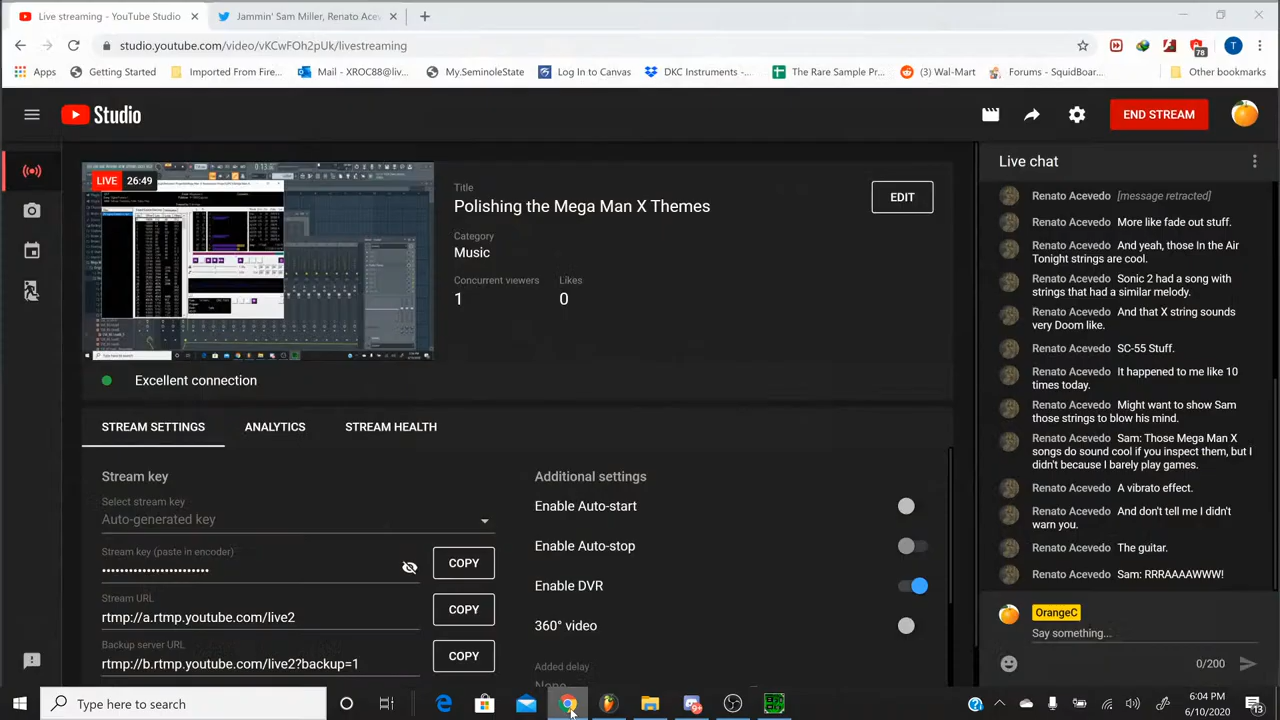 Live streaming - YouTube Studio
Jammin' Sam Miller, Renato Acev
studio.youtube.com/video/vKCwFOh2pUk/livestreaming
78
T
Apps
Getting Started
Imported From Fire...
Mail - XROC88@liv...
My.SeminoleState
Log In to Canvas
DKC Instruments -...
The Rare Sample Pr...
(3) Wal-Mart
Forums - SquidBoar...
Other bookmarks
Studio
END STREAM
LIVE 26:49
Title
Polishing the Mega Man X Themes
EDIT
Category
Music
Concurrent viewers
Likes
1
0
Excellent connection
STREAM SETTINGS
ANALYTICS
STREAM HEALTH
Stream key
Select stream key
Auto-generated key
Stream key (paste in encoder)
••••••••••••••••••••••••
COPY
Stream URL
rtmp://a.rtmp.youtube.com/live2
COPY
Backup server URL
rtmp://b.rtmp.youtube.com/live2?backup=1
COPY
Additional settings
Enable Auto-start
Enable Auto-stop
Enable DVR
360° video
Added delay
None
Live chat
Renato Acevedo [message retracted]
Renato Acevedo More like fade out stuff.
Renato Acevedo And yeah, those In the Air
Tonight strings are cool.
Renato Acevedo Sonic 2 had a song with
strings that had a similar melody.
Renato Acevedo And that X string sounds
very Doom like.
Renato Acevedo SC-55 Stuff.
Renato Acevedo It happened to me like 10
times today.
Renato Acevedo Might want to show Sam
those strings to blow his mind.
Renato Acevedo Sam: Those Mega Man X
songs do sound cool if you inspect them, but I
didn't because I barely play games.
Renato Acevedo A vibrato effect.
Renato Acevedo And don't tell me I didn't
warn you.
Renato Acevedo The guitar.
Renato Acevedo Sam: RRRAAAAWWW!
OrangeC
Say something...
0/200
Type here to search
6:04 PM
6/10/2020
13